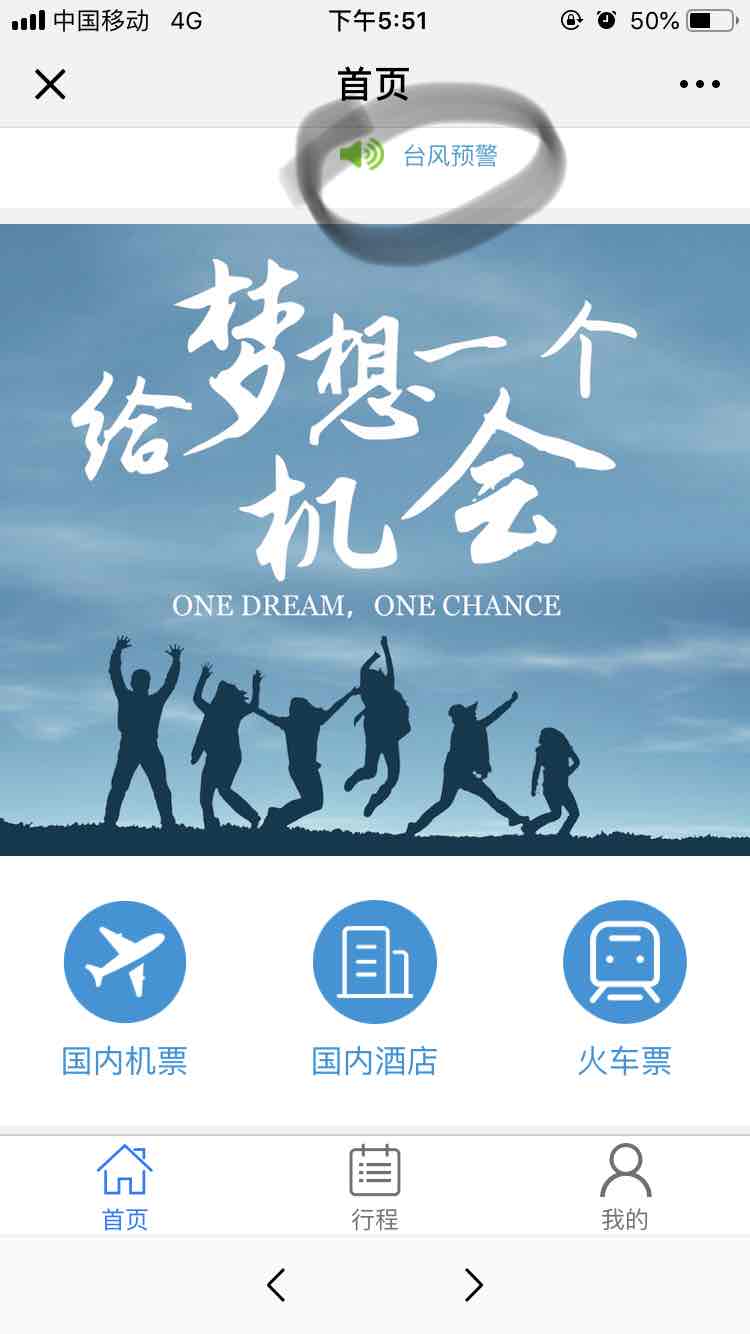 中国移动 4G 下午5:51 50%
首页
台风预警
给梦想一个
机会
ONE DREAM, ONE CHANCE
国内机票 国内酒店 火车票
首页 行程 我的